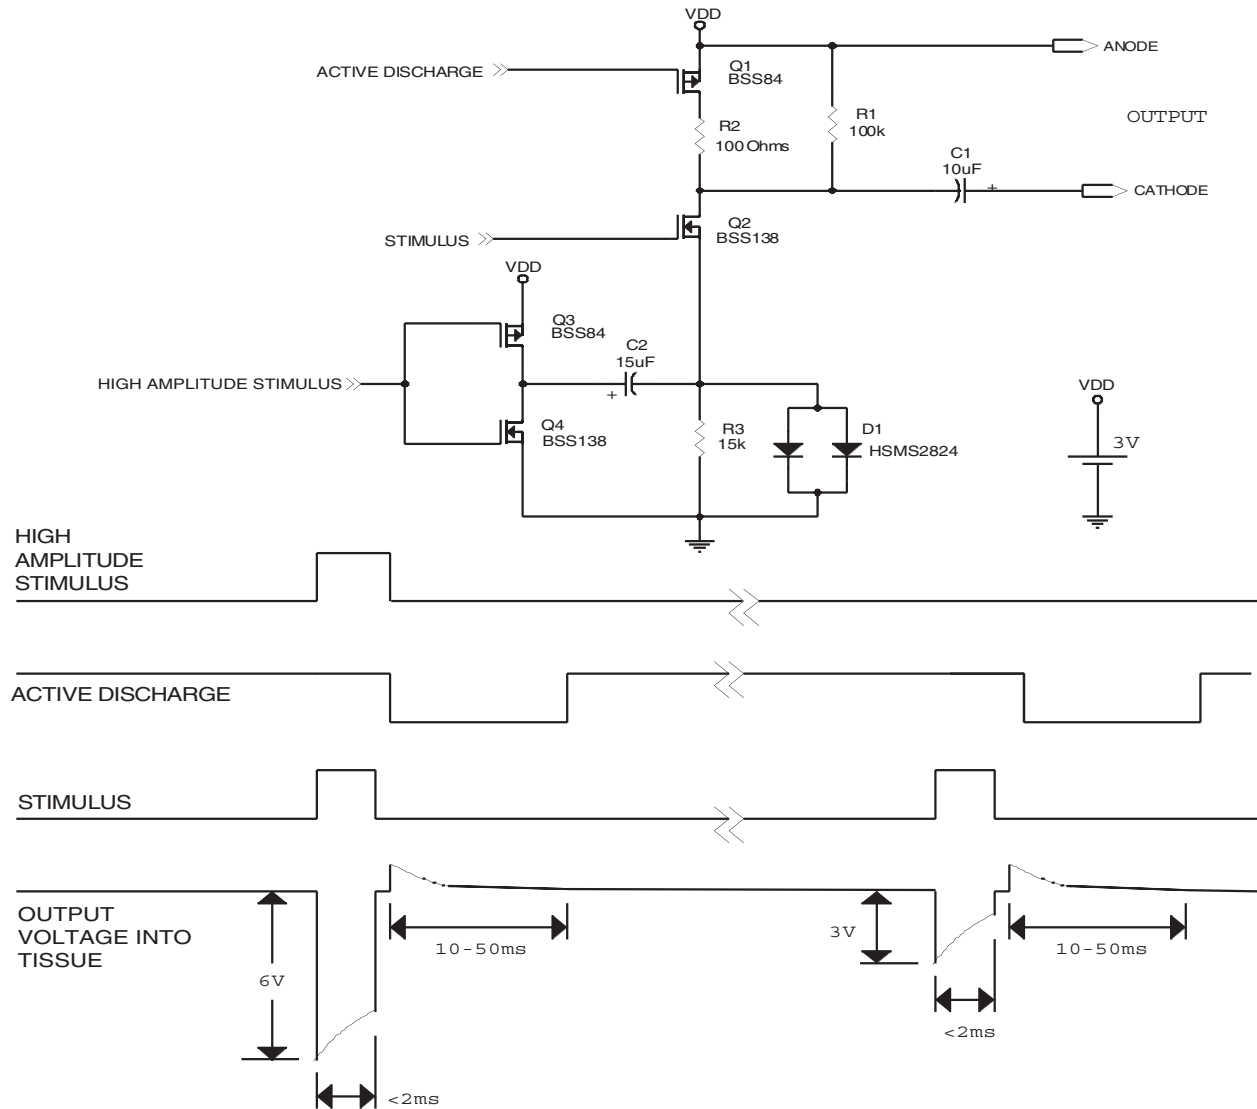 VDD
ANODE
ACTIVE DISCHARGE
Q1
BSS84
R2
100 Ohms
R1
100k
OUTPUT
C1
10uF
+
CATHODE
STIMULUS
Q2
BSS138
VDD
Q3
BSS84
C2
15uF
+
HIGH AMPLITUDE STIMULUS
Q4
BSS138
R3
15k
D1
HSMS2824
VDD
3V
HIGH
AMPLITUDE
STIMULUS
ACTIVE DISCHARGE
STIMULUS
OUTPUT
VOLTAGE INTO
TISSUE
6V
10-50ms
<2ms
3V
10-50ms
<2ms